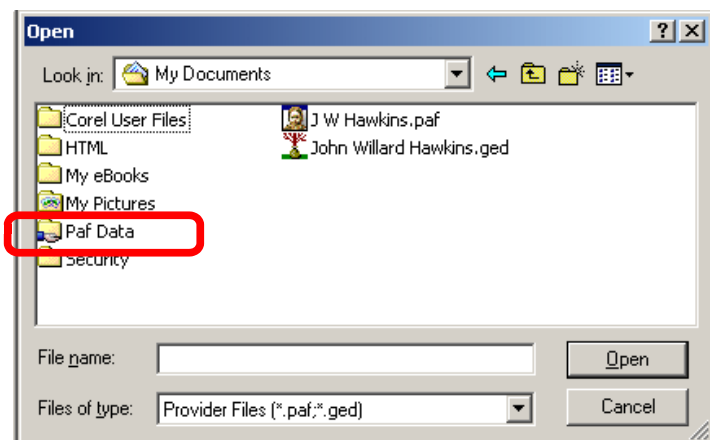 Open
Look in: My Documents
Corel User Files
HTML
My eBooks
My Pictures
Paf Data
Security
J W Hawkins.paf
John Willard Hawkins.ged
File name:
Open
Files of type: Provider Files (*.paf;*.ged)
Cancel